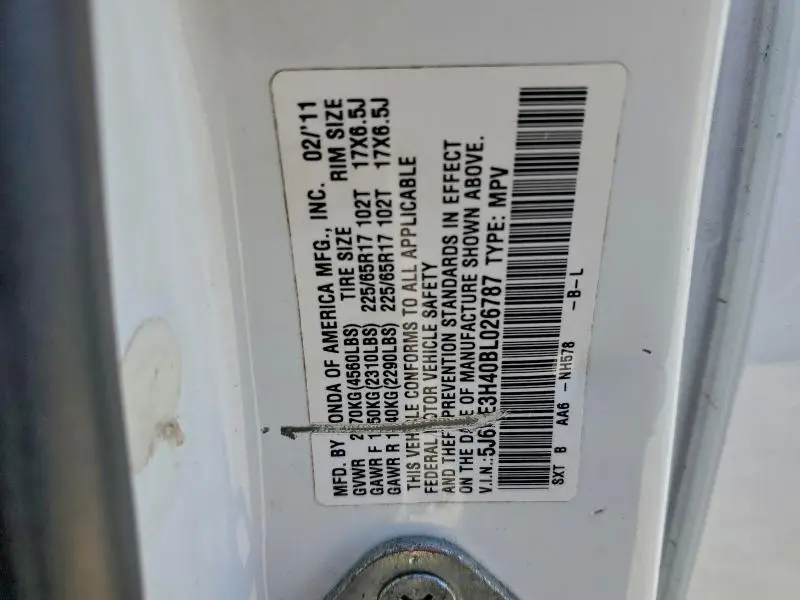 MFD. BY HONDA OF AMERICA MFG., INC. 02/'11
GVWR 2070KG(4560LBS) TIRE SIZE RIM SIZE
GAWR F 1050KG(2310LBS) 225/65R17 102T 17X6.5J
GAWR R 1040KG(2290LBS) 225/65R17 102T 17X6.5J
THIS VEHICLE CONFORMS TO ALL APPLICABLE
FEDERAL MOTOR VEHICLE SAFETY
AND THEFT PREVENTION STANDARDS IN EFFECT
ON THE DATE OF MANUFACTURE SHOWN ABOVE.
V.I.N.: TYPE: MPV
SXT B AA6 -NH578 -B-L